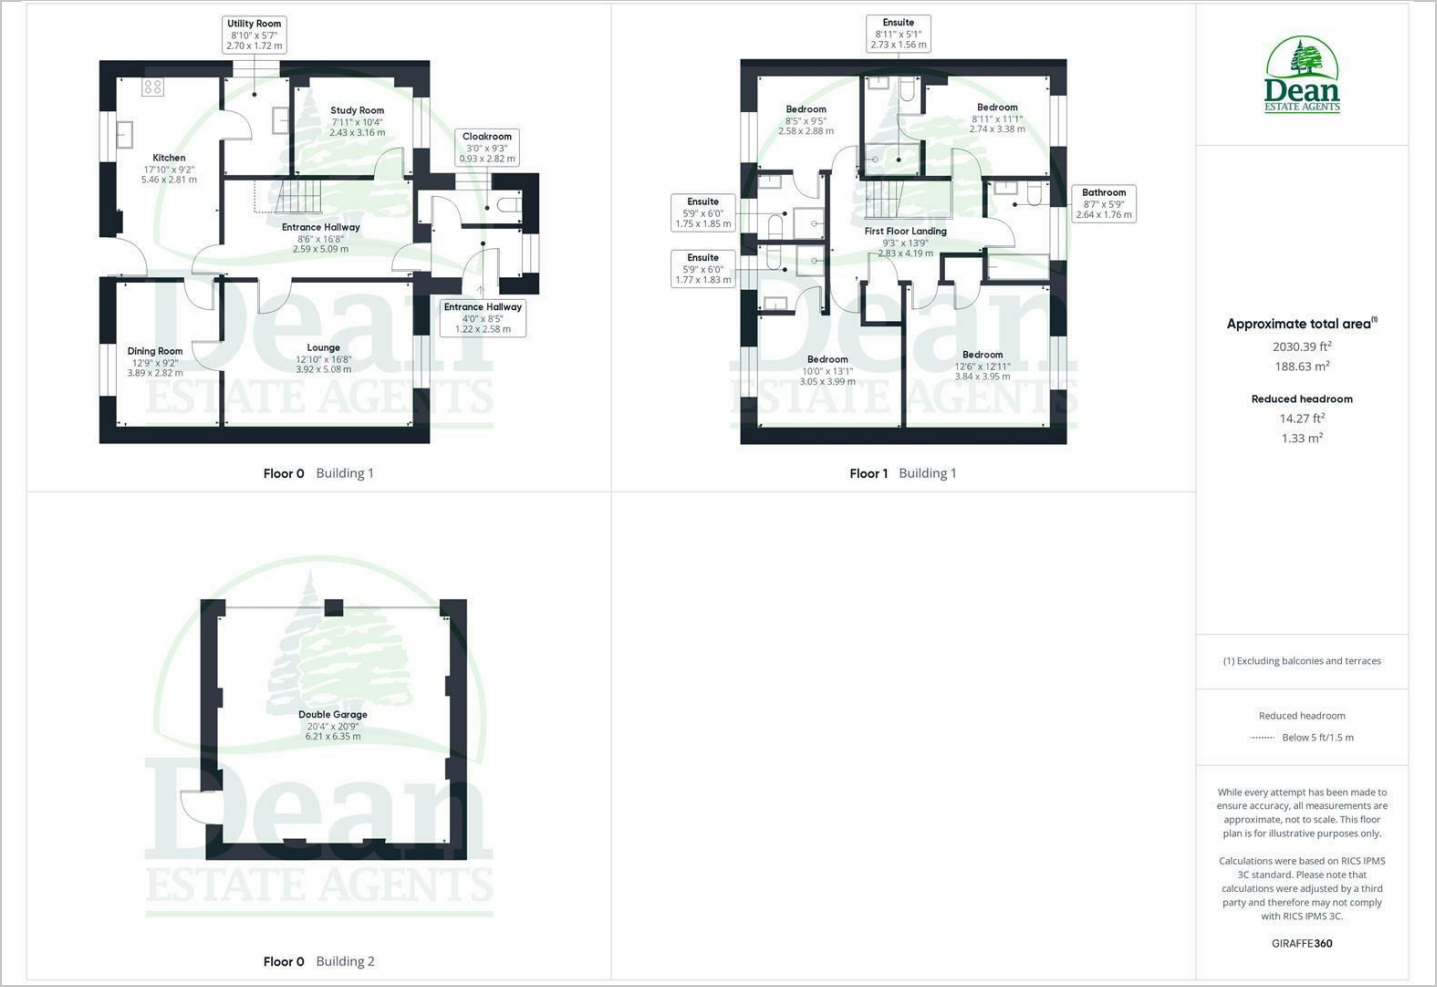 Utility Room
8'10" x 5'7"
2.70 x 1.72 m
Study Room
7'11" x 10'4"
2.43 x 3.16 m
Cloakroom
3'0" x 9'3"
0.93 x 2.82 m
Kitchen
17'10" x 9'2"
5.46 x 2.81 m
Entrance Hallway
8'6" x 16'8"
2.59 x 5.09 m
Entrance Hallway
4'0" x 8'5"
1.22 x 2.58 m
Dining Room
12'9" x 9'2"
3.89 x 2.82 m
Lounge
12'10" x 16'8"
3.92 x 5.08 m
Dean
ESTATE AGENTS
Floor 0 Building 1
Ensuite
8'11" x 5'1"
2.73 x 1.56 m
Bedroom
8'5" x 9'5"
2.58 x 2.88 m
Bedroom
8'11" x 11'1"
2.74 x 3.38 m
Ensuite
5'9" x 6'0"
1.75 x 1.85 m
Bathroom
8'7" x 5'9"
2.64 x 1.76 m
First Floor Landing
9'3" x 13'9"
2.83 x 4.19 m
Ensuite
5'9" x 6'0"
1.77 x 1.83 m
Bedroom
10'0" x 13'1"
3.05 x 3.99 m
Bedroom
12'6" x 12'11"
3.84 x 3.95 m
Dean
ESTATE AGENTS
Floor 1 Building 1
Double Garage
20'4" x 20'9"
6.21 x 6.35 m
Dean
ESTATE AGENTS
Floor 0 Building 2
Dean
ESTATE AGENTS
Approximate total area(1)
2030.39 ft²
188.63 m²
Reduced headroom
14.27 ft²
1.33 m²
(1) Excluding balconies and terraces
Reduced headroom
Below 5 ft/1.5 m
While every attempt has been made to
ensure accuracy, all measurements are
approximate, not to scale. This floor
plan is for illustrative purposes only.
Calculations were based on RICS IPMS
3C standard. Please note that
calculations were adjusted by a third
party and therefore may not comply
with RICS IPMS 3C.
GIRAFFE360